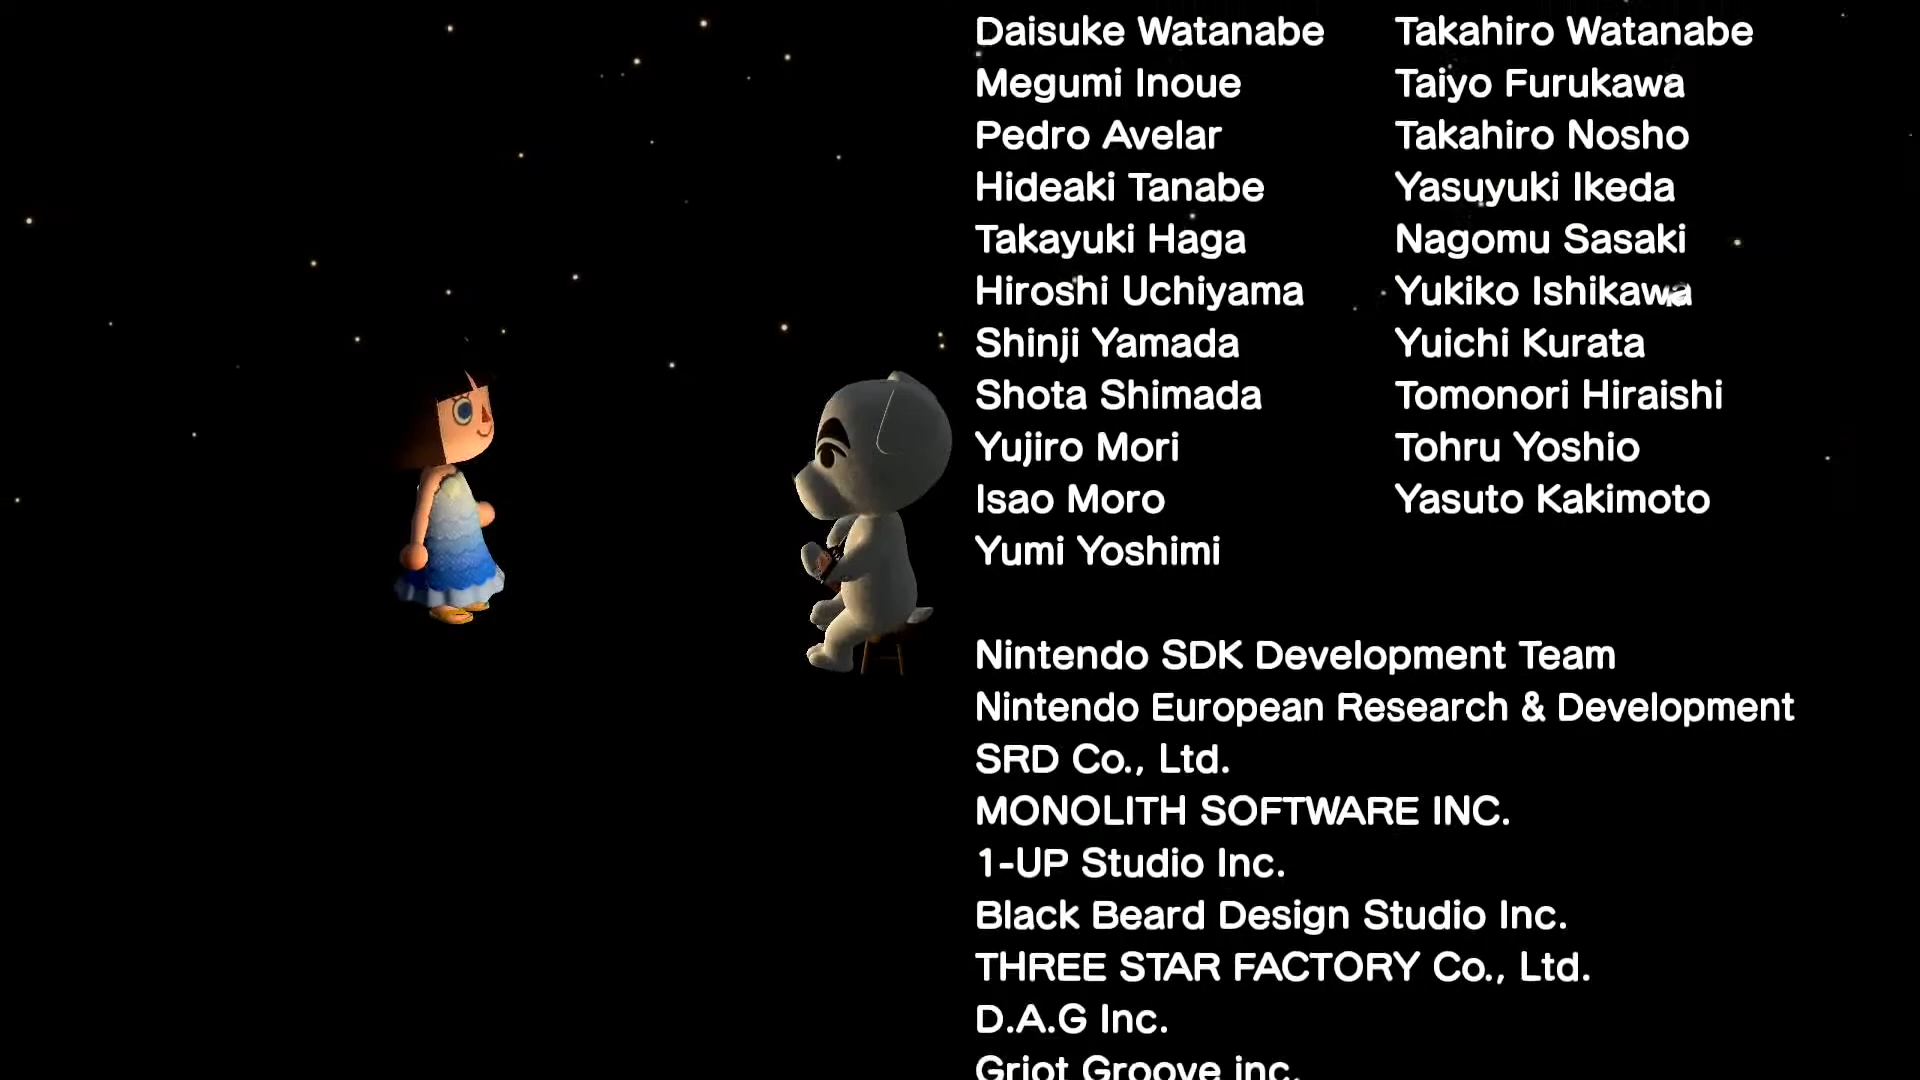 Daisuke Watanabe Takahiro Watanabe
Megumi Inoue Taiyo Furukawa
Pedro Avelar Takahiro Nosho
Hideaki Tanabe Yasuyuki Ikeda
Takayuki Haga Nagomu Sasaki
Hiroshi Uchiyama Yukiko Ishikawa
Shinji Yamada Yuichi Kurata
Shota Shimada Tomonori Hiraishi
Yujiro Mori Tohru Yoshio
Isao Moro Yasuto Kakimoto
Yumi Yoshimi
Nintendo SDK Development Team
Nintendo European Research & Development
SRD Co., Ltd.
MONOLITH SOFTWARE INC.
1-UP Studio Inc.
Black Beard Design Studio Inc.
THREE STAR FACTORY Co., Ltd.
D.A.G Inc.
Griot Groove inc.